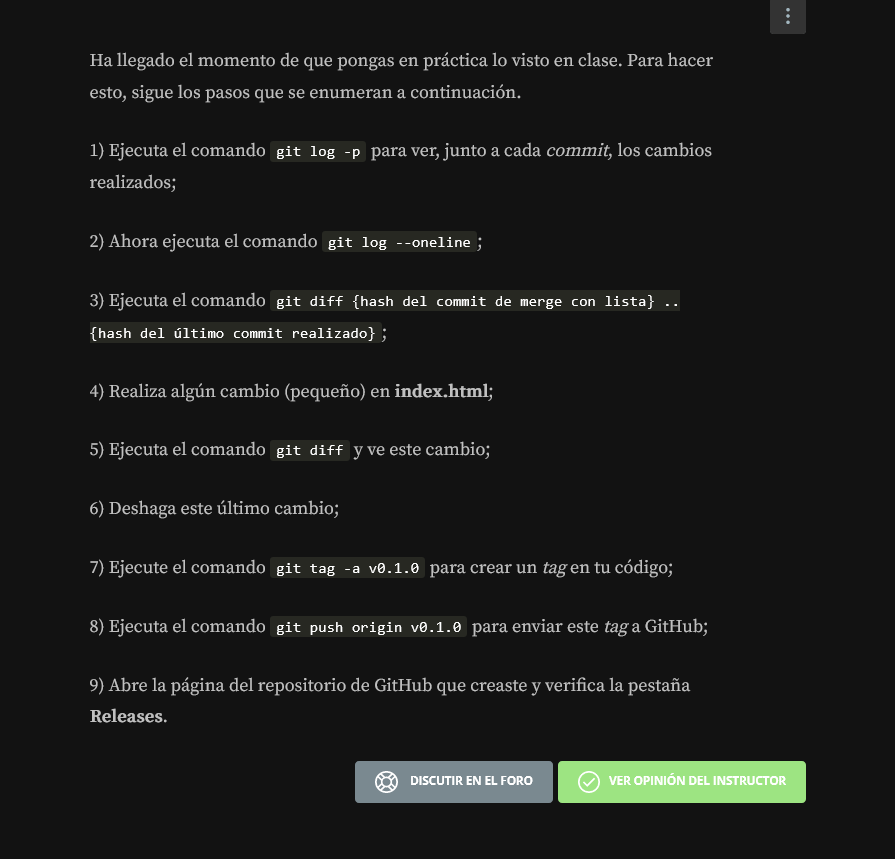 Ha llegado el momento de que pongas en práctica lo visto en clase. Para hacer
esto, sigue los pasos que se enumeran a continuación.
1) Ejecuta el comando git log -p para ver, junto a cada commit, los cambios
realizados;
2) Ahora ejecuta el comando git log --oneline;
3) Ejecuta el comando git diff {hash del commit de merge con lista} ..
{hash del último commit realizado};
4) Realiza algún cambio (pequeño) en index.html;
5) Ejecuta el comando git diff y ve este cambio;
6) Deshaga este último cambio;
7) Ejecute el comando git tag -a v0.1.0 para crear un tag en tu código;
8) Ejecuta el comando git push origin v0.1.0 para enviar este tag a GitHub;
9) Abre la página del repositorio de GitHub que creaste y verifica la pestaña
Releases.
DISCUTIR EN EL FORO VER OPINIÓN DEL INSTRUCTOR